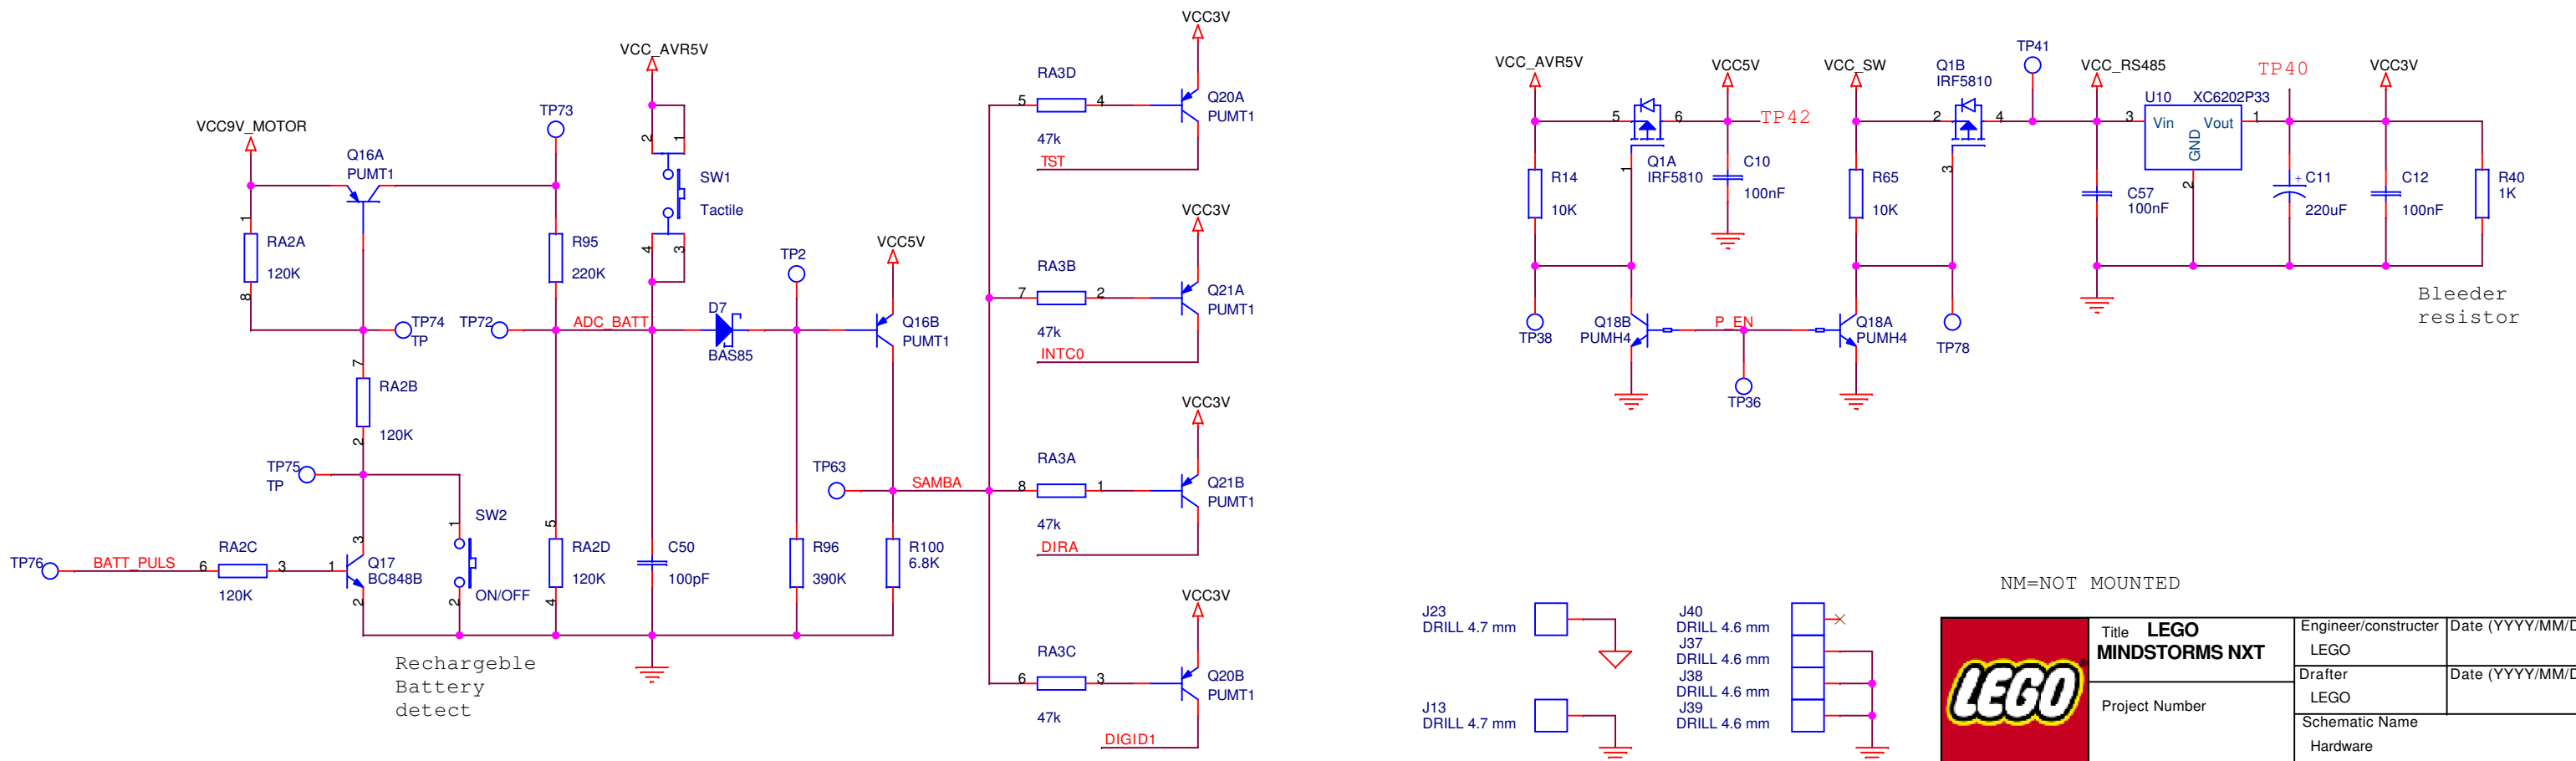 VCC9V_MOTOR
Q16A
PUMT1
1
RA2A
120K
8
TP73
R95
220K
TP74
TP
TP72
ADC_BATT
7
RA2B
120K
2
TP75
TP
TP76
BATT_PULS
6
RA2C
3
120K
1
3
Q17
BC848B
2
SW2
1
2
ON/OFF
5
RA2D
120K
4
Rechargeble
Battery
detect
VCC_AVR5V
2
1
SW1
Tactile
4
3
C50
100pF
D7
BAS85
TP2
R96
390K
VCC5V
Q16B
PUMT1
TP63
SAMBA
R100
6.8K
VCC3V
RA3D
5
4
47k
Q20A
PUMT1
TST
VCC3V
RA3B
7
2
47k
Q21A
PUMT1
INTC0
VCC3V
RA3A
8
1
47k
Q21B
PUMT1
DIRA
VCC3V
RA3C
6
3
47k
Q20B
PUMT1
DIGID1
VCC_AVR5V
5
6
1
Q1A
IRF5810
R14
10K
VCC5V
TP42
C10
100nF
TP38
Q18B
PUMH4
P_EN
TP36
VCC_SW
Q1B
IRF5810
2
4
3
R65
10K
Q18A
PUMH4
TP78
TP41
VCC_RS485
C57
100nF
U10
XC6202P33
3
Vin
Vout
1
GND
2
TP40
VCC3V
C11
+
220uF
C12
100nF
R40
1K
Bleeder
resistor
J23
DRILL 4.7 mm
J13
DRILL 4.7 mm
J40
DRILL 4.6 mm
J37
DRILL 4.6 mm
J38
DRILL 4.6 mm
J39
DRILL 4.6 mm
NM=NOT MOUNTED
LEGO
Title LEGO
MINDSTORMS NXT
Project Number
Engineer/constructer
LEGO
Date (YYYY/MM/D
Drafter
LEGO
Date (YYYY/MM/D
Schematic Name
Hardware